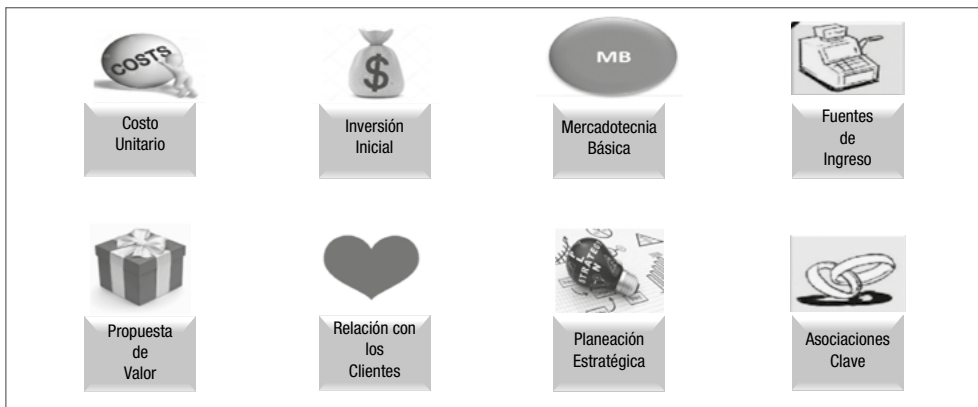 COSTS
$
MB
Costo
Unitario
Inversión
Inicial
Mercadotecnia
Básica
Fuentes
de
Ingreso
Propuesta
de
Valor
Relación con
los
Clientes
Planeación
Estratégica
Asociaciones
Clave